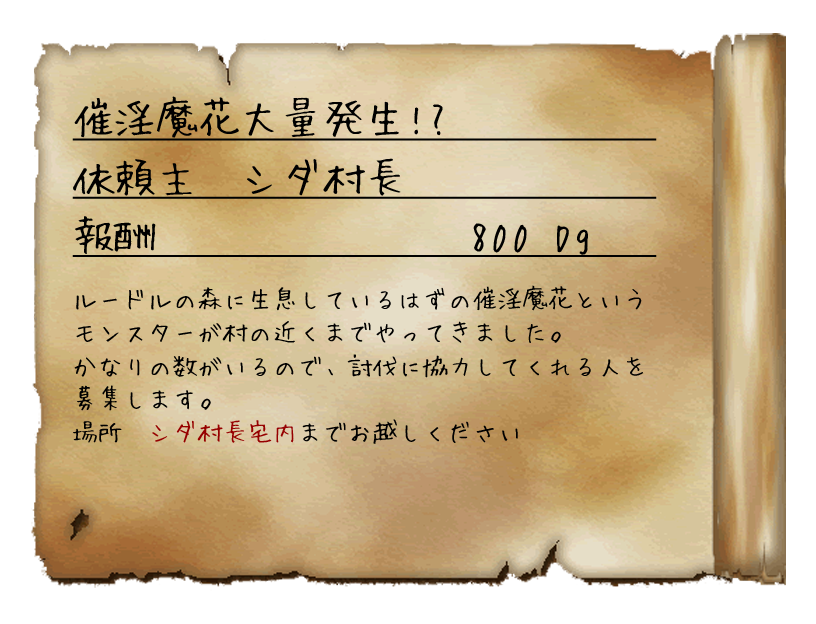 催淫魔花大量発生!?
依頼主　シダ村長
報酬　800 Dg
ルードルの森に生息しているはずの催淫魔花という
モンスターが村の近くまでやってきました。
かなりの数がいるので、討伐に協力してくれる人を
募集します。
場所　シダ村長宅内までお越しください